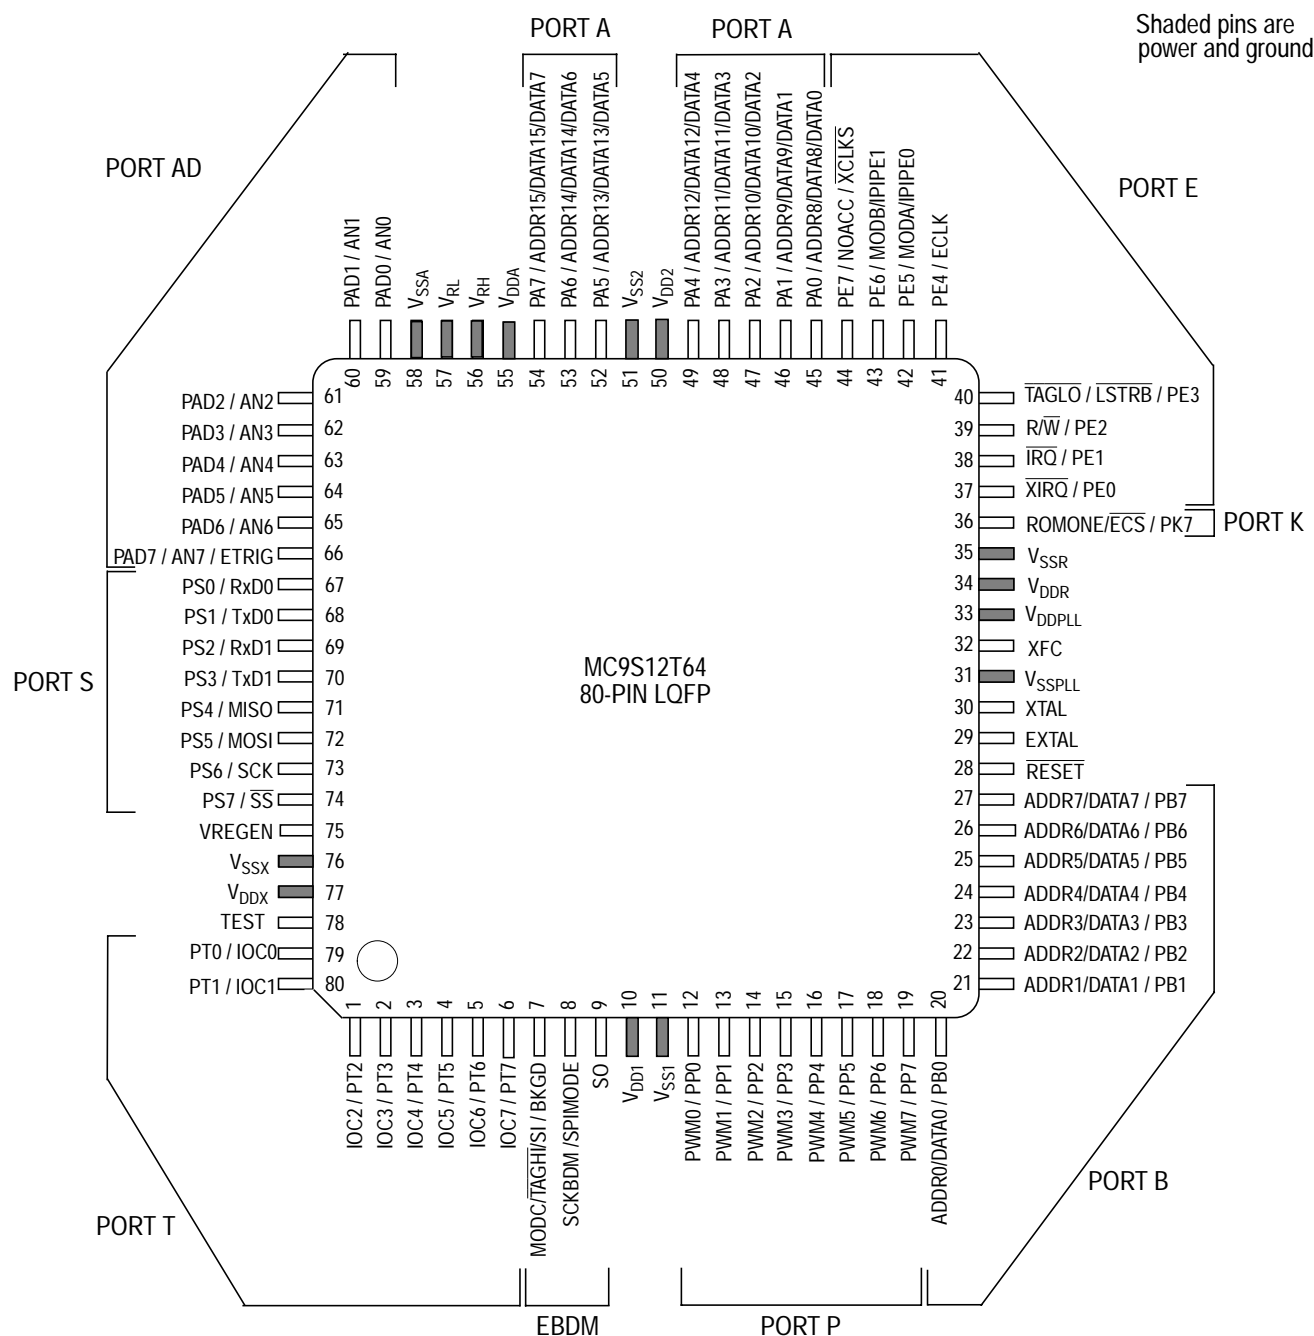 Shaded pins are
power and ground
PORT A
PORT A
PORT AD
PORT E
PAD1 / AN1
PAD0 / AN0
VSSA
VRL
VRH
VDDA
PA7 / ADDR15/DATA15/DATA7
PA6 / ADDR14/DATA14/DATA6
PA5 / ADDR13/DATA13/DATA5
VSS2
VDD2
PA4 / ADDR12/DATA12/DATA4
PA3 / ADDR11/DATA11/DATA3
PA2 / ADDR10/DATA10/DATA2
PA1 / ADDR9/DATA9/DATA1
PA0 / ADDR8/DATA8/DATA0
PE7 / NOACC / XCLKS
PE6 / MODB/IPIPE1
PE5 / MODA/IPIPE0
PE4 / ECLK
60 59 58 57 56 55 54 53 52 51 50 49 48 47 46 45 44 43 42 41
PAD2 / AN2 61
PAD3 / AN3 62
PAD4 / AN4 63
PAD5 / AN5 64
PAD6 / AN6 65
PAD7 / AN7 / ETRIG 66
PS0 / RxD0 67
PS1 / TxD0 68
PS2 / RxD1 69
PS3 / TxD1 70
PS4 / MISO 71
PS5 / MOSI 72
PS6 / SCK 73
PS7 / SS 74
VREGEN 75
VSSX 76
VDDX 77
TEST 78
PT0 / IOC0 79
PT1 / IOC1 80
PORT S
MC9S12T64
80-PIN LQFP
40 TAGLO / LSTRB / PE3
39 R/W / PE2
38 IRQ / PE1
37 XIRQ / PE0
36 ROMONE/ECS / PK7
PORT K
35 VSSR
34 VDDR
33 VDDPLL
32 XFC
31 VSSPLL
30 XTAL
29 EXTAL
28 RESET
27 ADDR7/DATA7 / PB7
26 ADDR6/DATA6 / PB6
25 ADDR5/DATA5 / PB5
24 ADDR4/DATA4 / PB4
23 ADDR3/DATA3 / PB3
22 ADDR2/DATA2 / PB2
21 ADDR1/DATA1 / PB1
1 2 3 4 5 6 7 8 9 10 11 12 13 14 15 16 17 18 19 20
IOC2 / PT2
IOC3 / PT3
IOC4 / PT4
IOC5 / PT5
IOC6 / PT6
IOC7 / PT7
MODC/TAGHI/SI / BKGD
SCKBDM /SPIMODE
SO
VDD1
VSS1
PWM0 / PP0
PWM1 / PP1
PWM2 / PP2
PWM3 / PP3
PWM4 / PP4
PWM5 / PP5
PWM6 / PP6
PWM7 / PP7
ADDR0/DATA0 / PB0
PORT B
PORT T
EBDM
PORT P